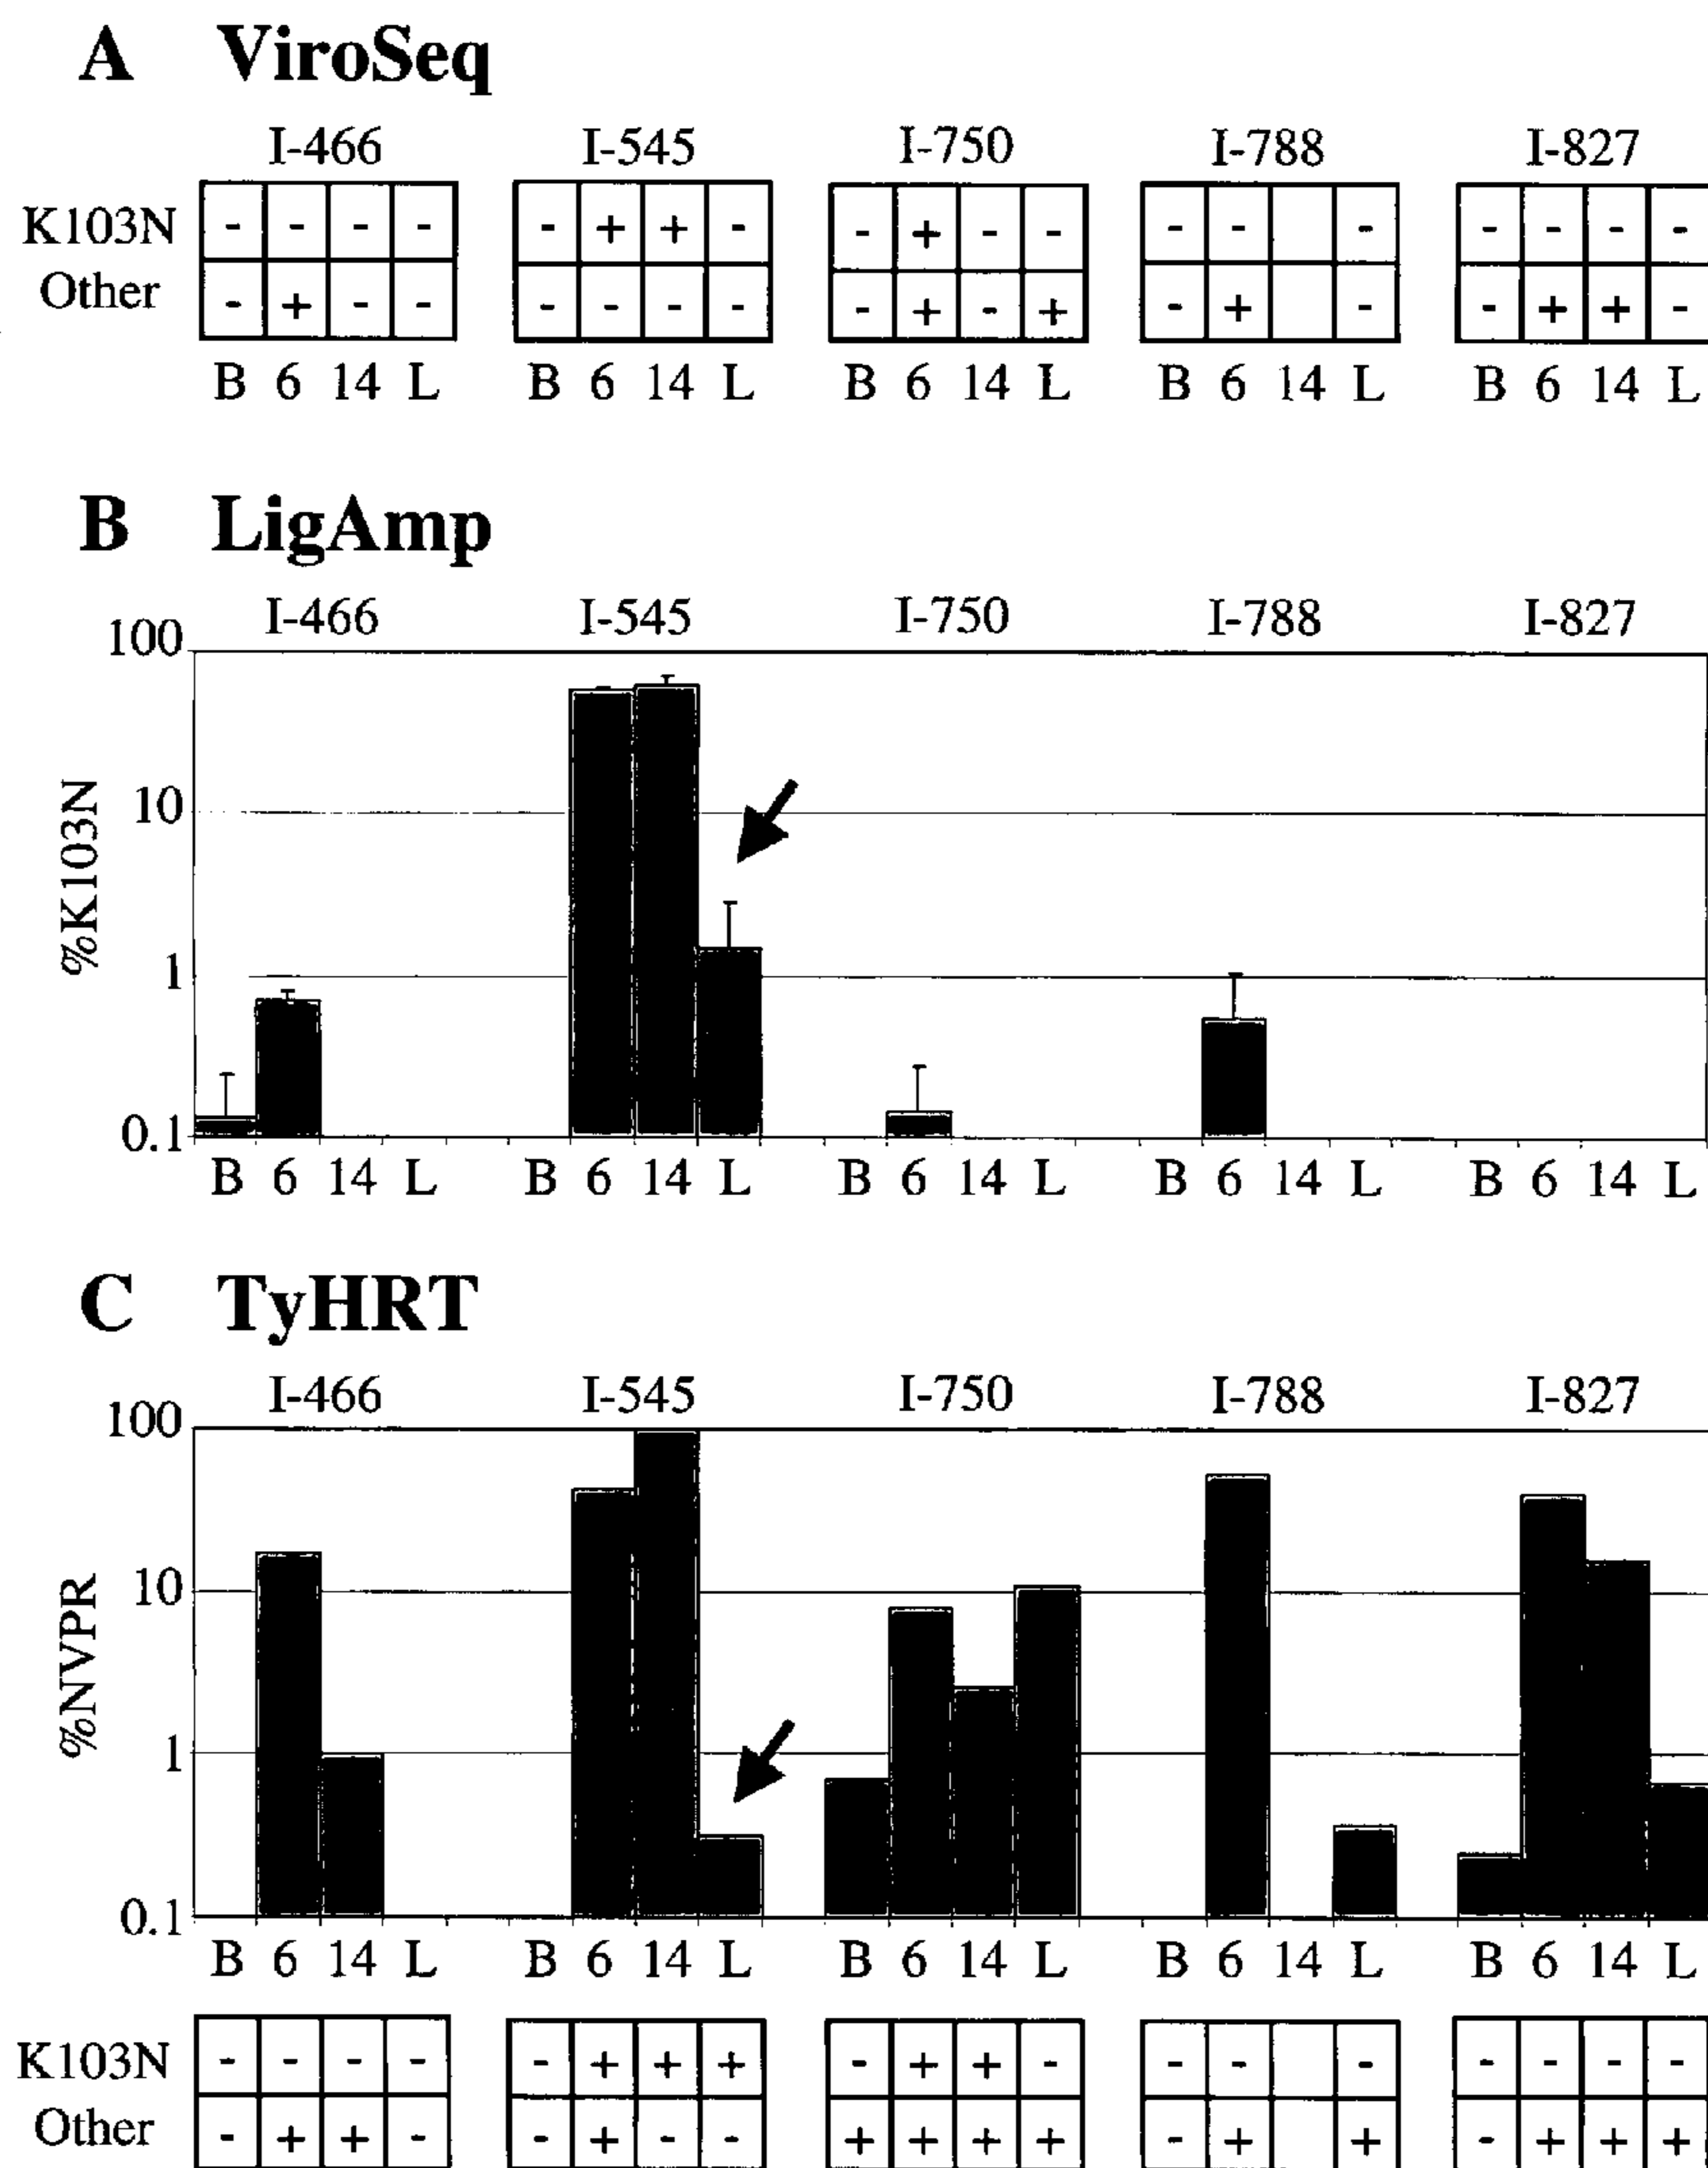 A ViroSeq
I-466 I-545 I-750 I-788 I-827
K103N - - - - - + + - - + - - - - - - - - -
Other - + - - - - - - - + - + - + - - + + -
B 6 14 L B 6 14 L B 6 14 L B 6 14 L B 6 14 L
B LigAmp
I-466 I-545 I-750 I-788 I-827
100
10
1
0.1
%K103N
B 6 14 L B 6 14 L B 6 14 L B 6 14 L B 6 14 L
C TyHRT
I-466 I-545 I-750 I-788 I-827
100
10
1
0.1
%NVPR
B 6 14 L B 6 14 L B 6 14 L B 6 14 L B 6 14 L
K103N - - - - - + + + - + + - - - - - - - -
Other - + + - - + - - + + + + - + + - + + +